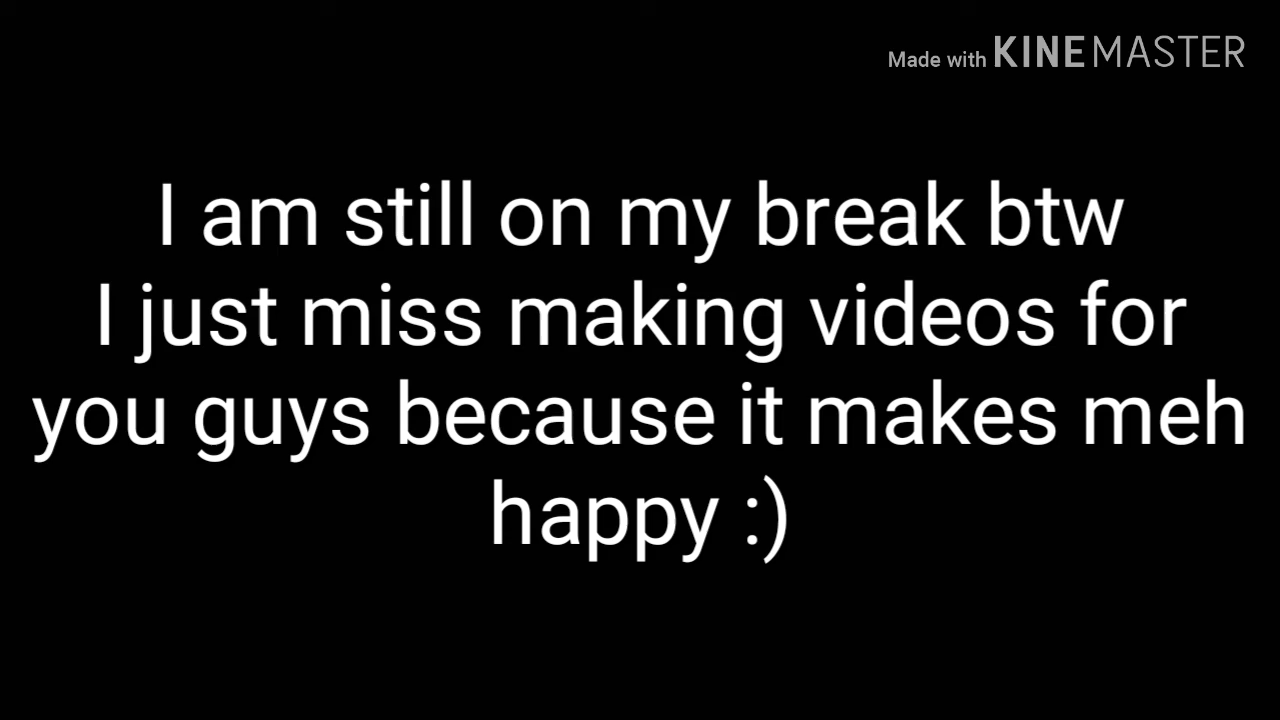 Made with KINEMASTER
I am still on my break btw
I just miss making videos for
you guys because it makes meh
happy :)